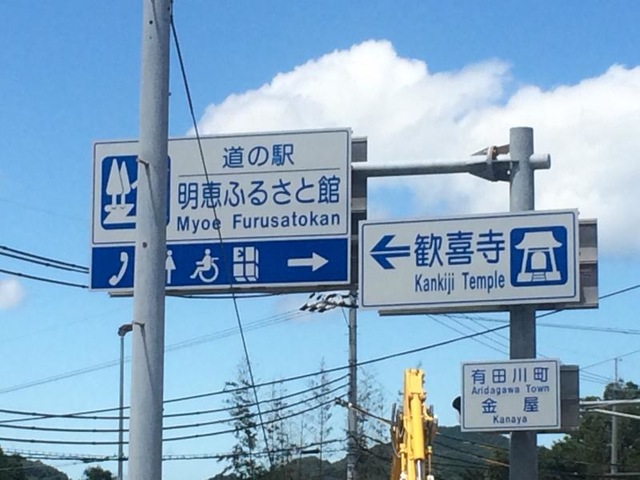 道の駅
明恵ふるさと館
Myoe Furusatokan
歓喜寺
Kankiji Temple
有田川町
Aridagawa Town
金屋
Kanaya